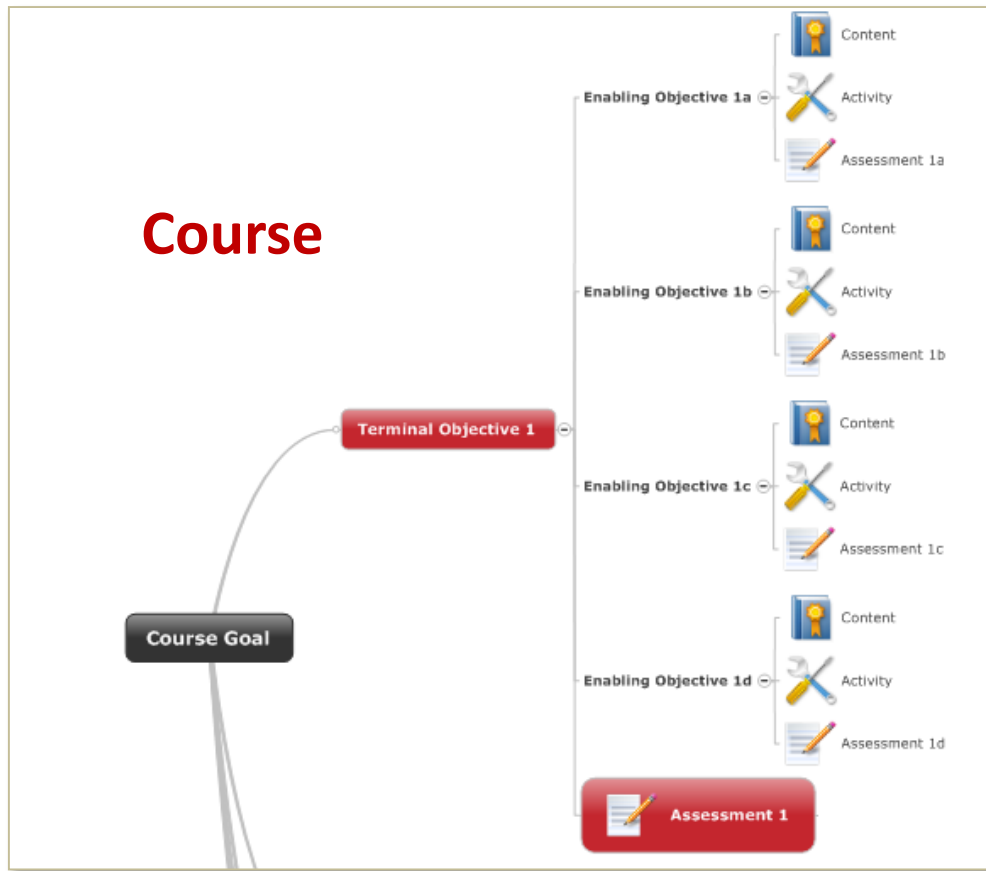 Course
Course Goal
Terminal Objective 1
Enabling Objective 1a
Content
Activity
Assessment 1a
Enabling Objective 1b
Content
Activity
Assessment 1b
Enabling Objective 1c
Content
Activity
Assessment 1c
Enabling Objective 1d
Content
Activity
Assessment 1d
Assessment 1